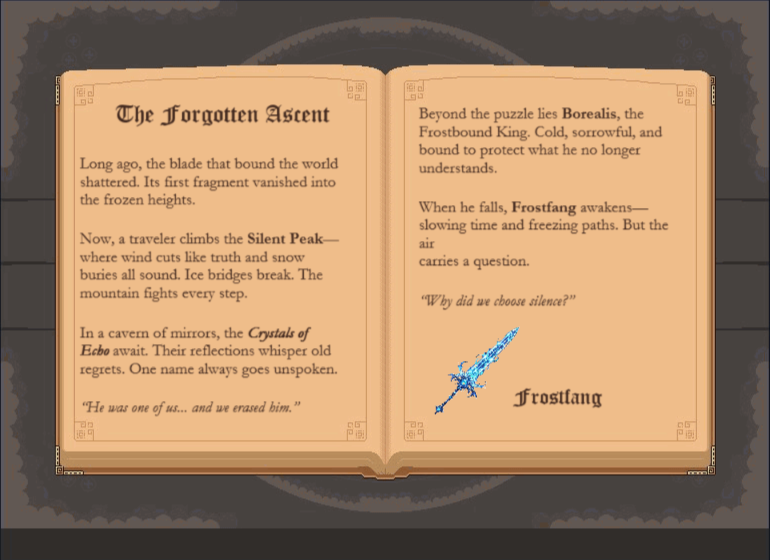 The Forgotten Ascent
Long ago, the blade that bound the world
shattered. Its first fragment vanished into
the frozen heights.
Now, a traveler climbs the Silent Peak—
where wind cuts like truth and snow
buries all sound. Ice bridges break. The
mountain fights every step.
In a cavern of mirrors, the Crystals of
Echo await. Their reflections whisper old
regrets. One name always goes unspoken.
“He was one of us... and we erased him.”
Beyond the puzzle lies Borealis, the
Frostbound King. Cold, sorrowful, and
bound to protect what he no longer
understands.
When he falls, Frostfang awakens—
slowing time and freezing paths. But the
air
carries a question.
“Why did we choose silence?”
Frostfang